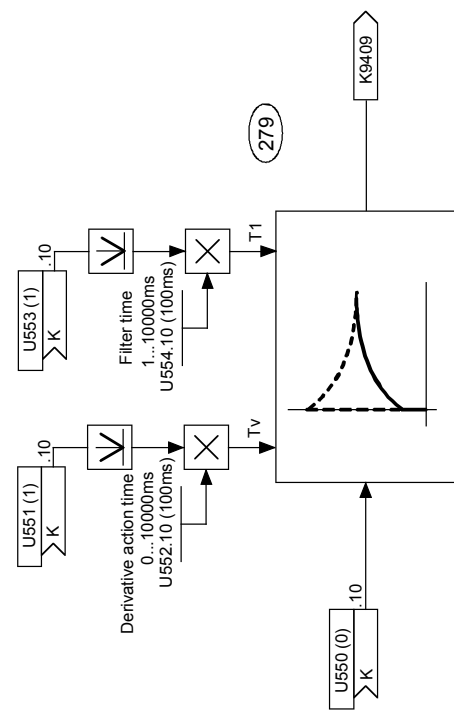 U553 (1)
K
.10
Filter time
1...10000ms
U554.10 (100ms)
T1
U551 (1)
K
.10
Derivative action time
0...10000ms
U552.10 (100ms)
Tv
279
K9409
U550 (0)
K
.10